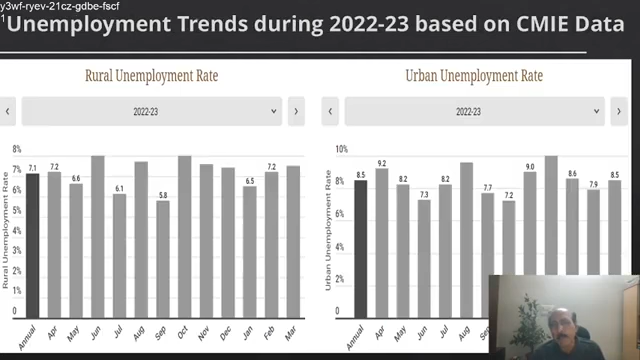 y3wf-ryev-21cz-gdbe-fscf
1
Unemployment Trends during 2022-23 based on CMIE Data
Rural Unemployment Rate
Urban Unemployment Rate
< 2022-23 >
< 2022-23 >
8%
7%
6%
5%
4%
3%
2%
1%
0
Rural Unemployment Rate
7.1 7.2 6.6 6.1 5.8 6.5 7.2
Annual Apr May Jun Jul Aug Sep Oct Nov Dec Jan Feb Mar
10%
8%
6%
4%
2%
0
Urban Unemployment Rate
8.5 9.2 8.2 7.3 8.2 7.7 7.2 9.0 8.6 7.9 8.5
Annual Apr May Jun Jul Aug